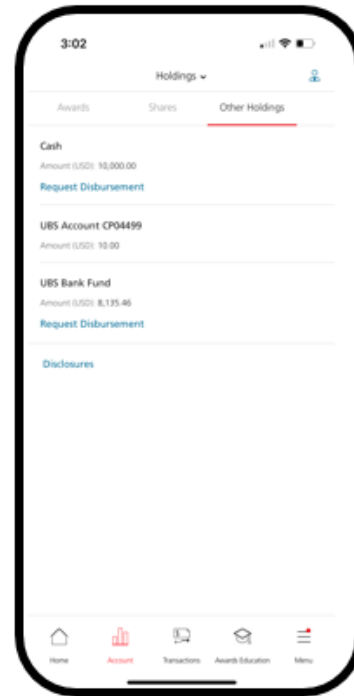 3:02
Holdings
Awards Shares Other Holdings
Cash
Amount (USD): 10,000.00
Request Disbursement
UBS Account CP04499
Amount (USD): 10.00
UBS Bank Fund
Amount (USD): 8,135.46
Request Disbursement
Disclosures
Home Account Transactions Awards Education Menu